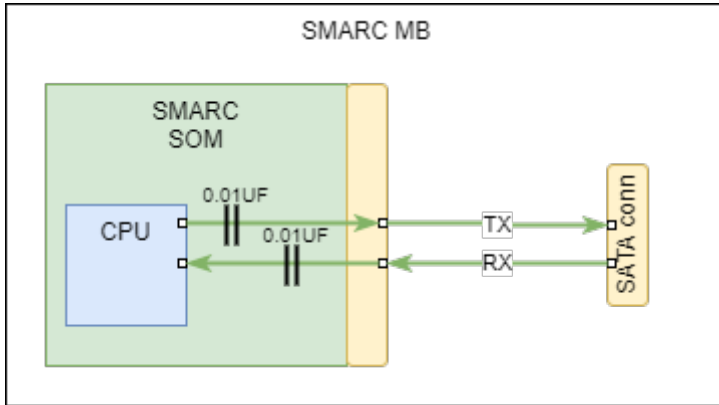 SMARC MB
SMARC
SOM
0.01UF
CPU
0.01UF
TX
RX
SATA conn